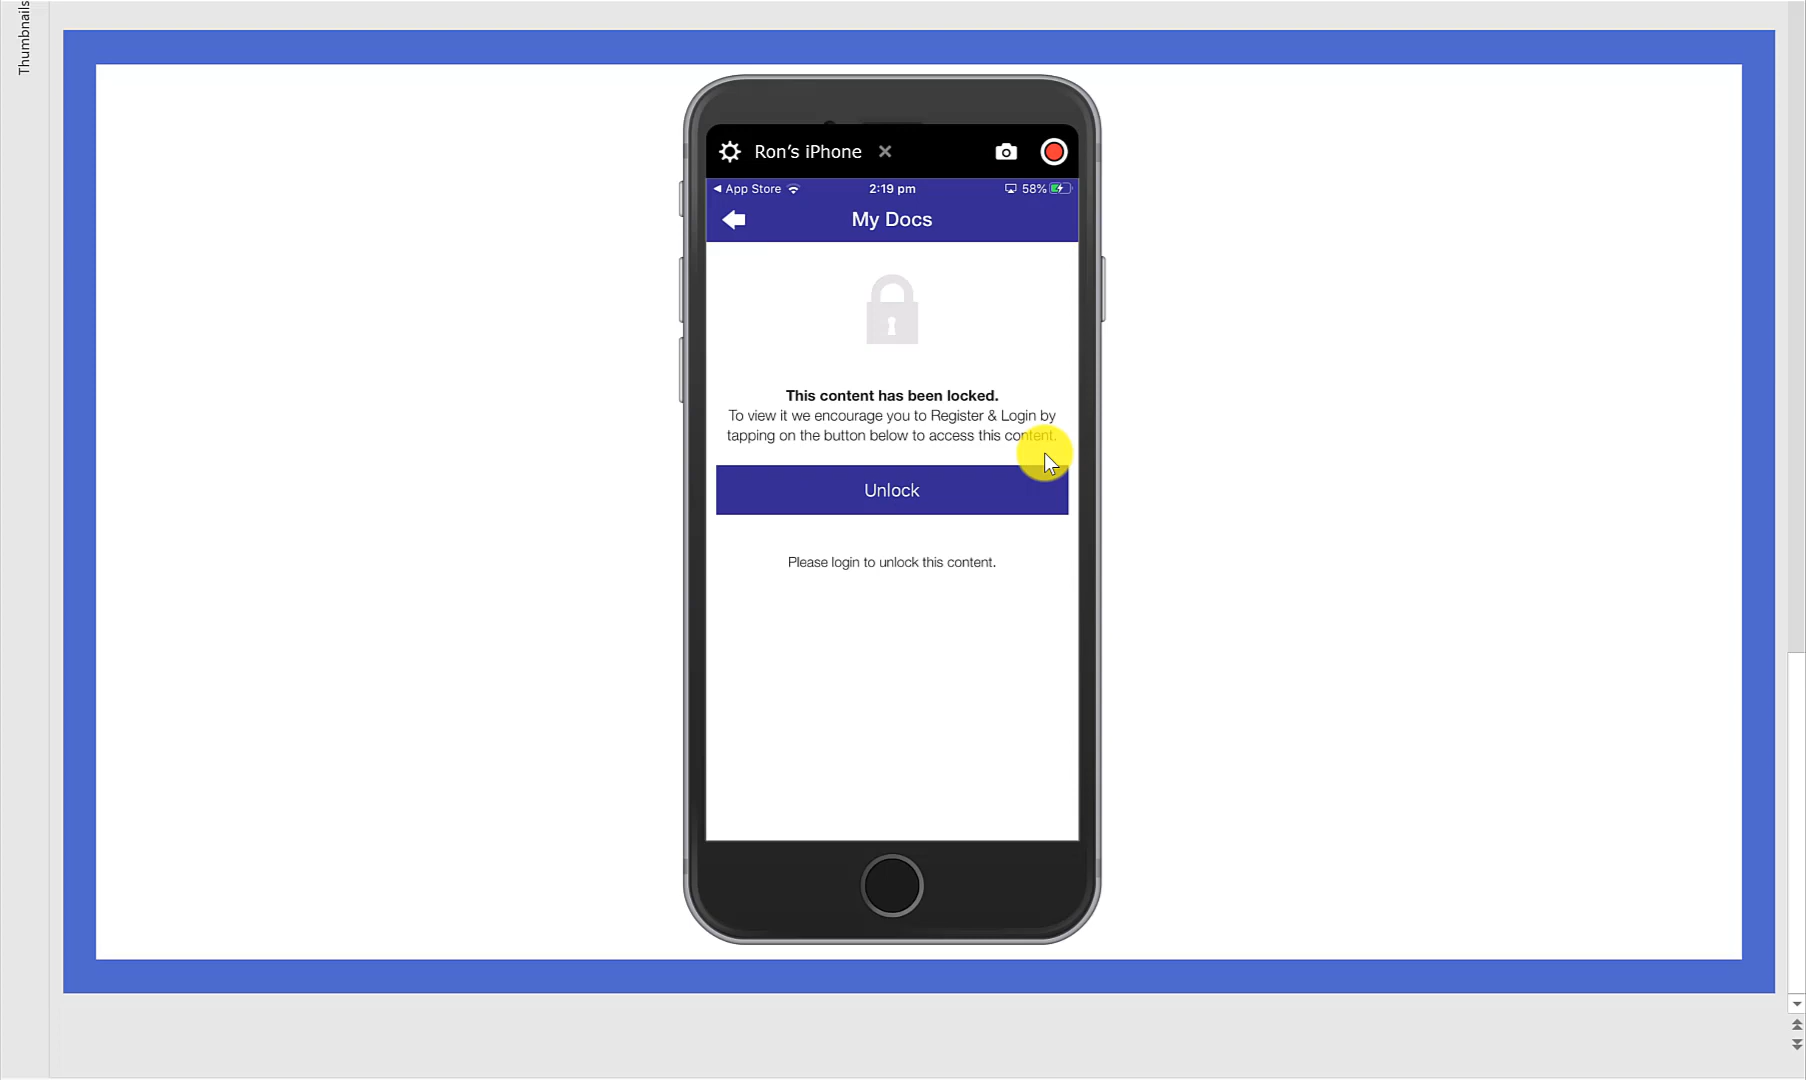 Thumbnails
Ron's iPhone
App Store 2:19 pm 58%
My Docs
This content has been locked.
To view it we encourage you to Register & Login by
tapping on the button below to access this content.
Unlock
Please login to unlock this content.